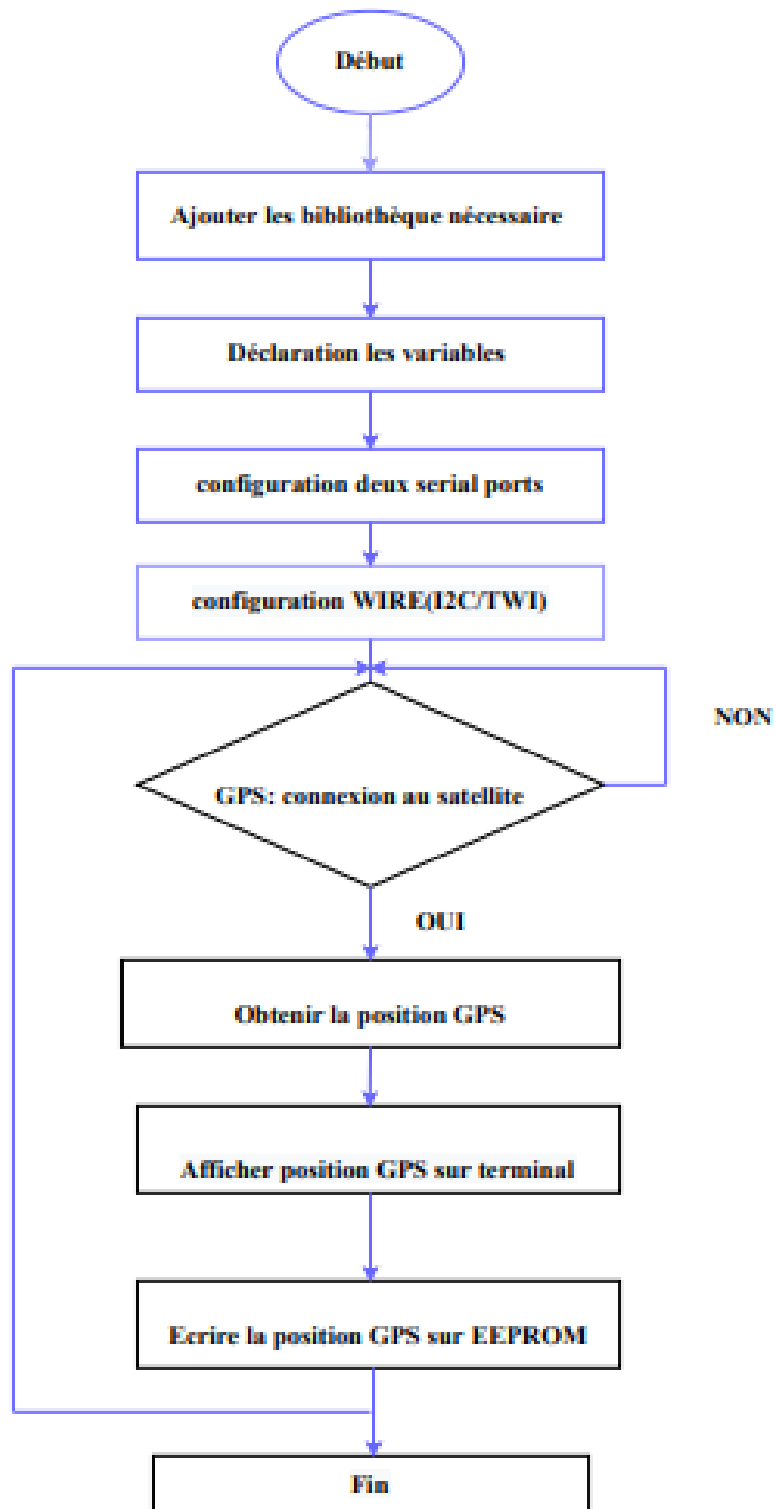 Début
Ajouter les bibliothèque nécessaire
Déclaration les variables
configuration deux serial ports
configuration WIRE(I2C/TWI)
NON
GPS: connexion au satellite
OUI
Obtenir la position GPS
Afficher position GPS sur terminal
Ecrire la position GPS sur EEPROM
Fin